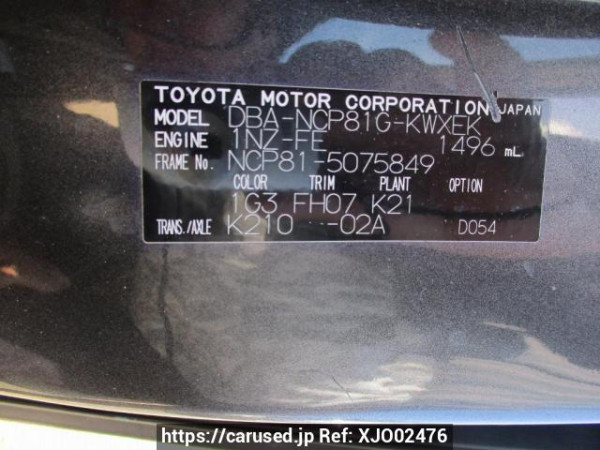 TOYOTA MOTOR CORPORATION JAPAN
MODEL DBA-NCP81G-KWXEK
ENGINE 1NZ-FE 1496 mL
FRAME No. NCP81-5075849
COLOR TRIM PLANT OPTION
1G3 FH07 K21
TRANS./AXLE K210 -02A D054
https://carused.jp Ref: XJO02476